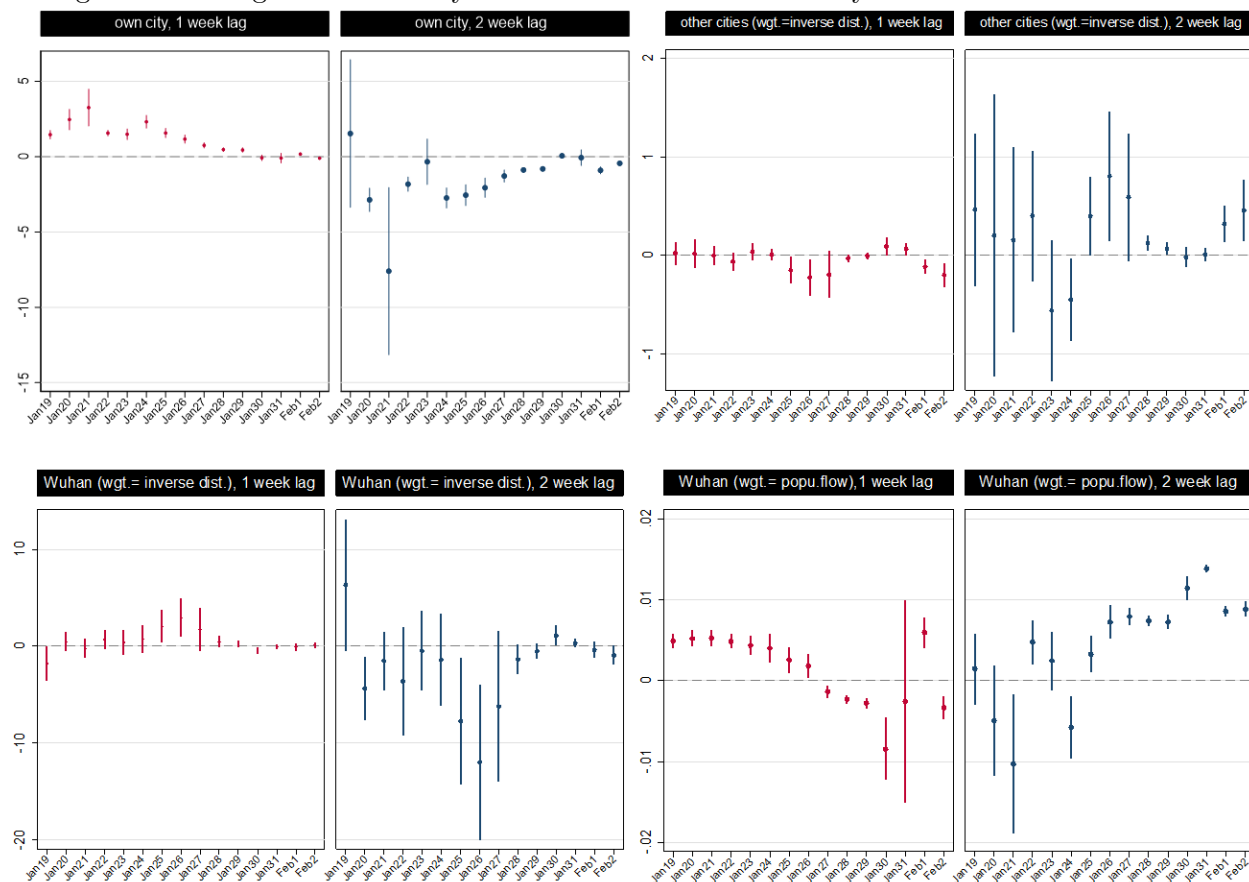 own city, 1 week lag
own city, 2 week lag
5
0
-5
-10
-15
Jan19 Jan20 Jan21 Jan22 Jan23 Jan24 Jan25 Jan26 Jan27 Jan28 Jan29 Jan30 Jan31 Feb1 Feb2
Jan19 Jan20 Jan21 Jan22 Jan23 Jan24 Jan25 Jan26 Jan27 Jan28 Jan29 Jan30 Jan31 Feb1 Feb2
other cities (wgt.=inverse dist.), 1 week lag
other cities (wgt.=inverse dist.), 2 week lag
2
1
0
-1
Jan19 Jan20 Jan21 Jan22 Jan23 Jan24 Jan25 Jan26 Jan27 Jan28 Jan29 Jan30 Jan31 Feb1 Feb2
Jan19 Jan20 Jan21 Jan22 Jan23 Jan24 Jan25 Jan26 Jan27 Jan28 Jan29 Jan30 Jan31 Feb1 Feb2
Wuhan (wgt.= inverse dist.), 1 week lag
Wuhan (wgt.= inverse dist.), 2 week lag
10
0
-10
-20
Jan19 Jan20 Jan21 Jan22 Jan23 Jan24 Jan25 Jan26 Jan27 Jan28 Jan29 Jan30 Jan31 Feb1 Feb2
Jan19 Jan20 Jan21 Jan22 Jan23 Jan24 Jan25 Jan26 Jan27 Jan28 Jan29 Jan30 Jan31 Feb1 Feb2
Wuhan (wgt.= popu.flow),1 week lag
Wuhan (wgt.= popu.flow), 2 week lag
.02
.01
0
-.01
-.02
Jan19 Jan20 Jan21 Jan22 Jan23 Jan24 Jan25 Jan26 Jan27 Jan28 Jan29 Jan30 Jan31 Feb1 Feb2
Jan19 Jan20 Jan21 Jan22 Jan23 Jan24 Jan25 Jan26 Jan27 Jan28 Jan29 Jan30 Jan31 Feb1 Feb2